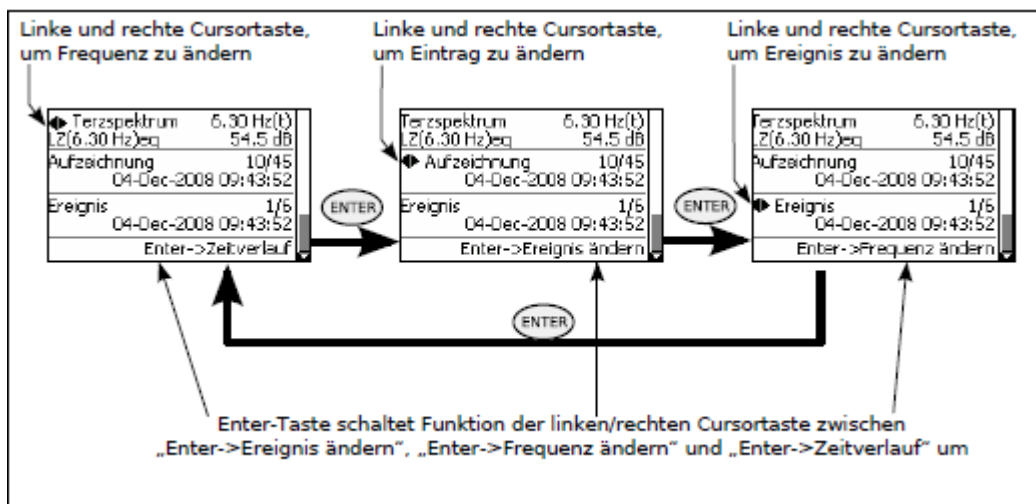 Linke und rechte Cursortaste,
um Frequenz zu ändern
Linke und rechte Cursortaste,
um Eintrag zu ändern
Linke und rechte Cursortaste,
um Ereignis zu ändern
Terzspektrum 6.30 Hz(t)
LZ(6.30 Hz)eq 54.5 dB
Aufzeichnung 10/45
04-Dec-2008 09:43:52
Ereignis 1/6
04-Dec-2008 09:43:52
Enter->Zeitverlauf
ENTER
Terzspektrum 6.30 Hz(t)
LZ(6.30 Hz)eq 54.5 dB
Aufzeichnung 10/45
04-Dec-2008 09:43:52
Ereignis 1/6
04-Dec-2008 09:43:52
Enter->Ereignis ändern
ENTER
Terzspektrum 6.30 Hz(t)
LZ(6.30 Hz)eq 54.5 dB
Aufzeichnung 10/45
04-Dec-2008 09:43:52
Ereignis 1/6
04-Dec-2008 09:43:52
Enter->Frequenz ändern
ENTER
Enter-Taste schaltet Funktion der linken/rechten Cursortaste zwischen
„Enter->Ereignis ändern“, „Enter->Frequenz ändern“ und „Enter->Zeitverlauf“ um